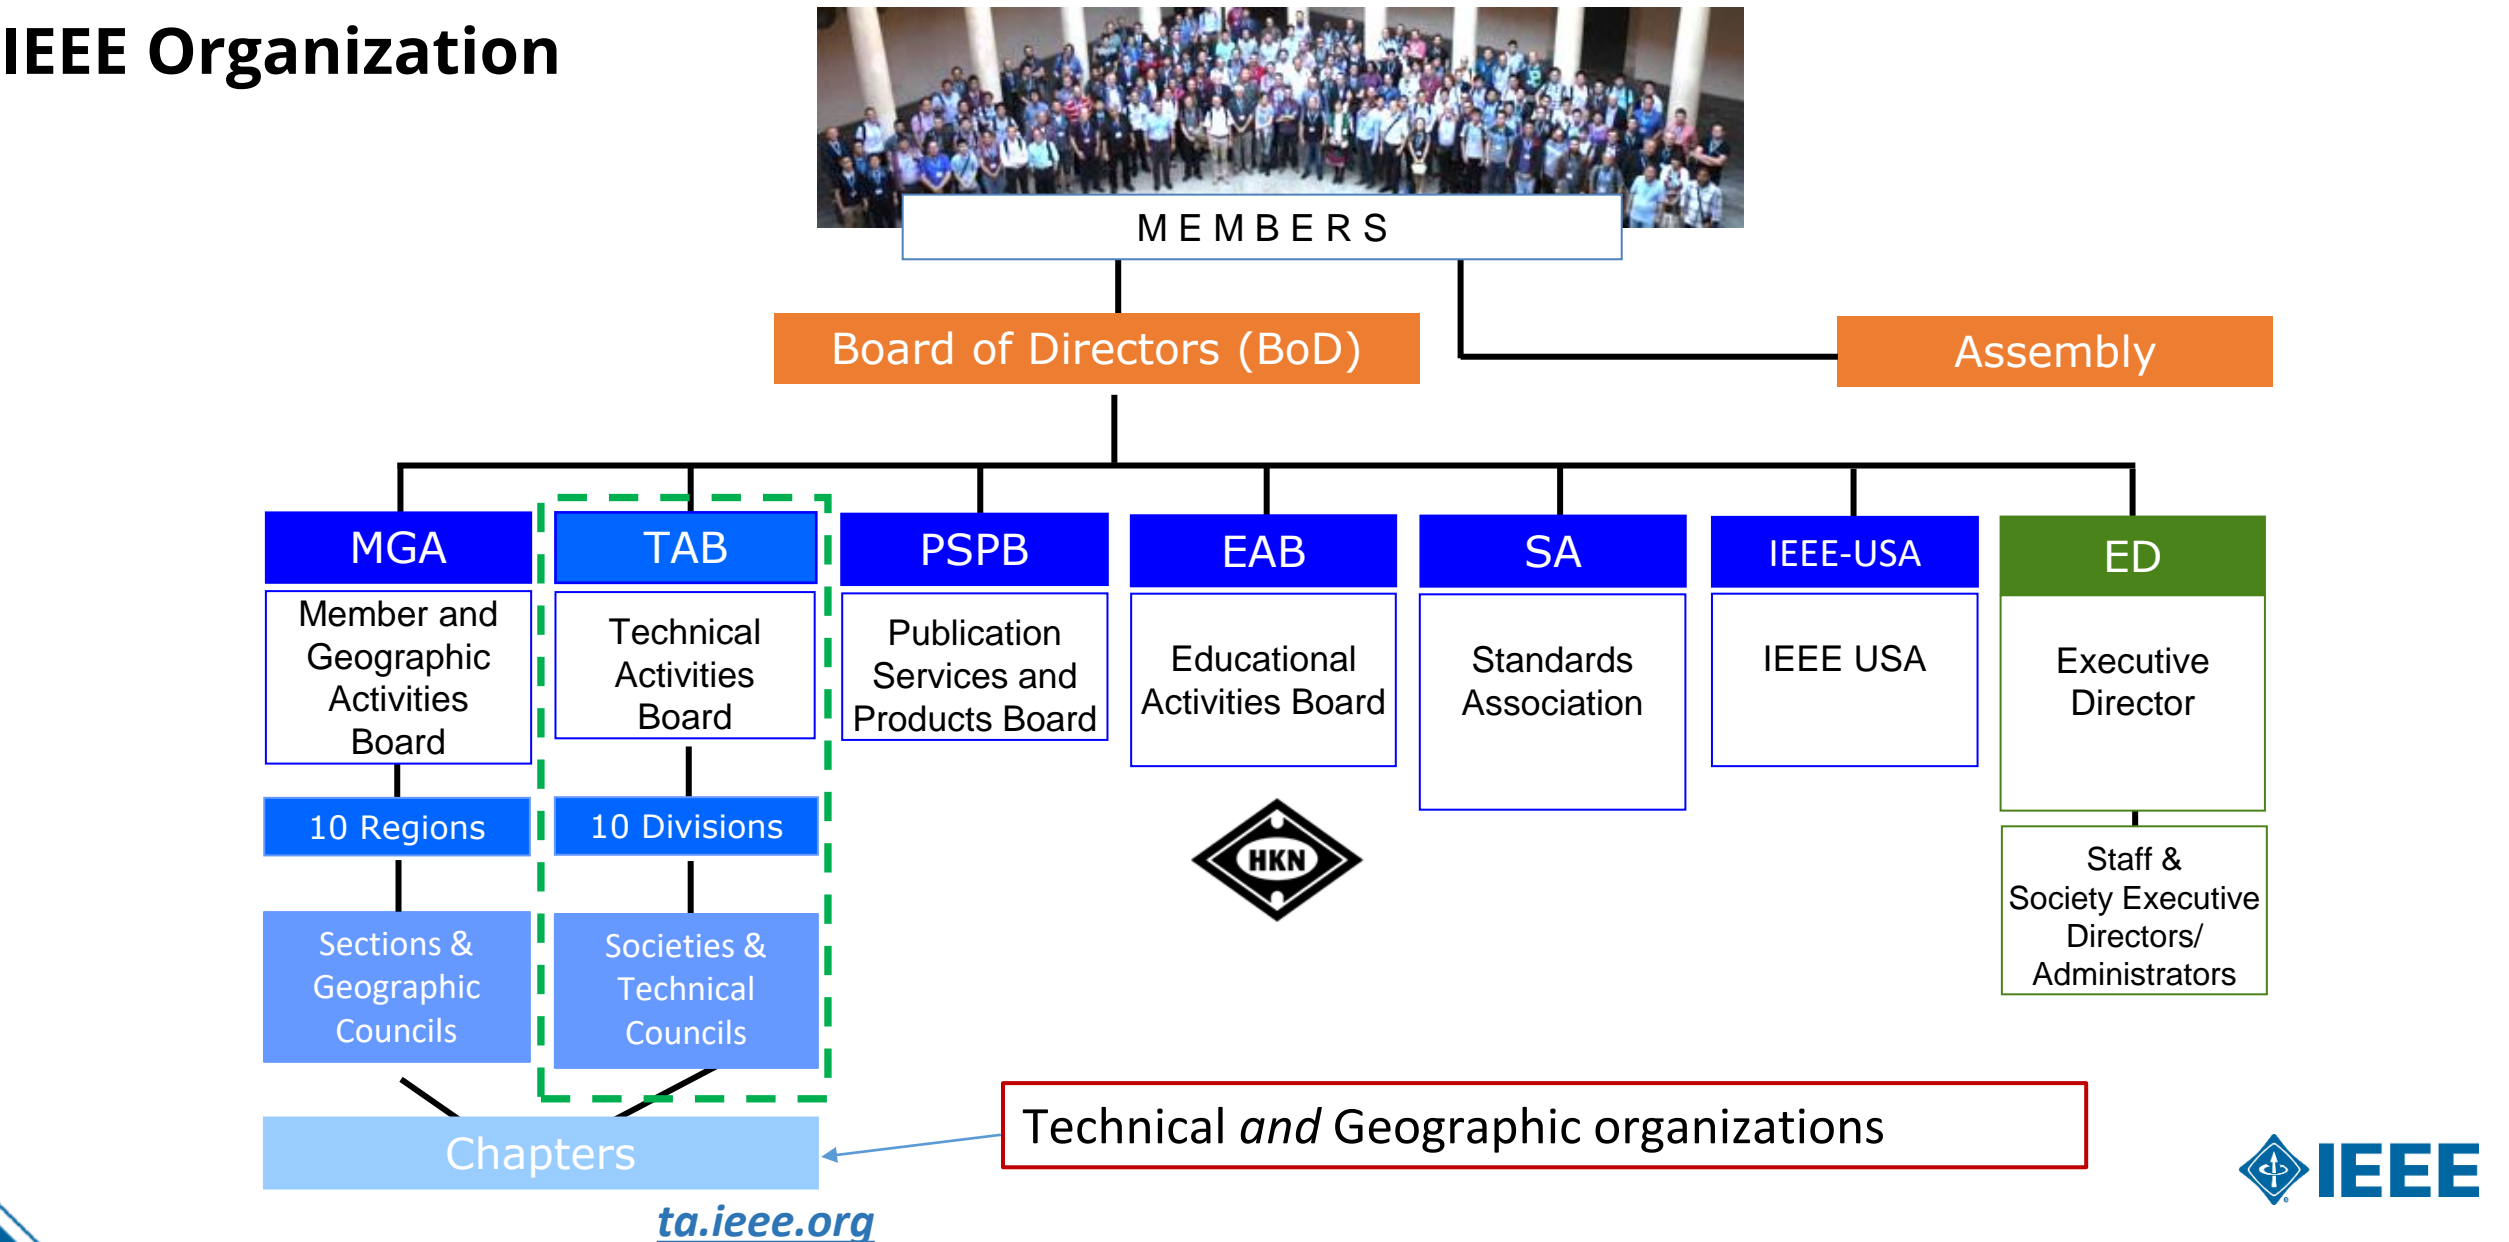 IEEE Organization
M E M B E R S
Board of Directors (BoD)
Assembly
MGA
Member and
Geographic
Activities
Board
10 Regions
Sections &
Geographic
Councils
TAB
Technical
Activities
Board
10 Divisions
Societies &
Technical
Councils
Chapters
PSPB
Publication
Services and
Products Board
EAB
Educational
Activities Board
HKN
SA
Standards
Association
IEEE-USA
IEEE USA
ED
Executive
Director
Staff &
Society Executive
Directors/
Administrators
Technical and Geographic organizations
ta.ieee.org
IEEE